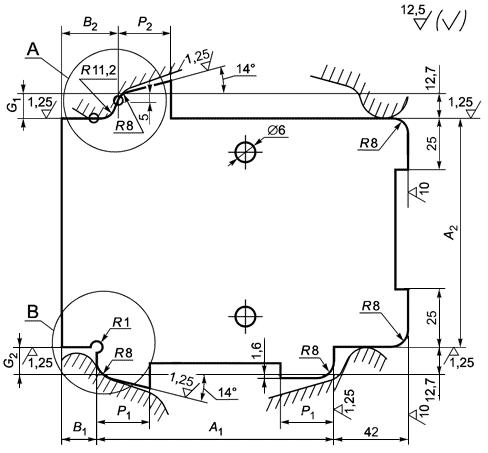 B2 P2 12,5
A 1,25
R11,2 14° 12,7
G1 1,25 1,25
R8 5 R8
Ø6 25
10
A2
B
R1 R8 25
G2 1,25 R8 1,6 R8 1,25
1,25 14° 12,7
P1 P1 1,25 10
B1 A1 42